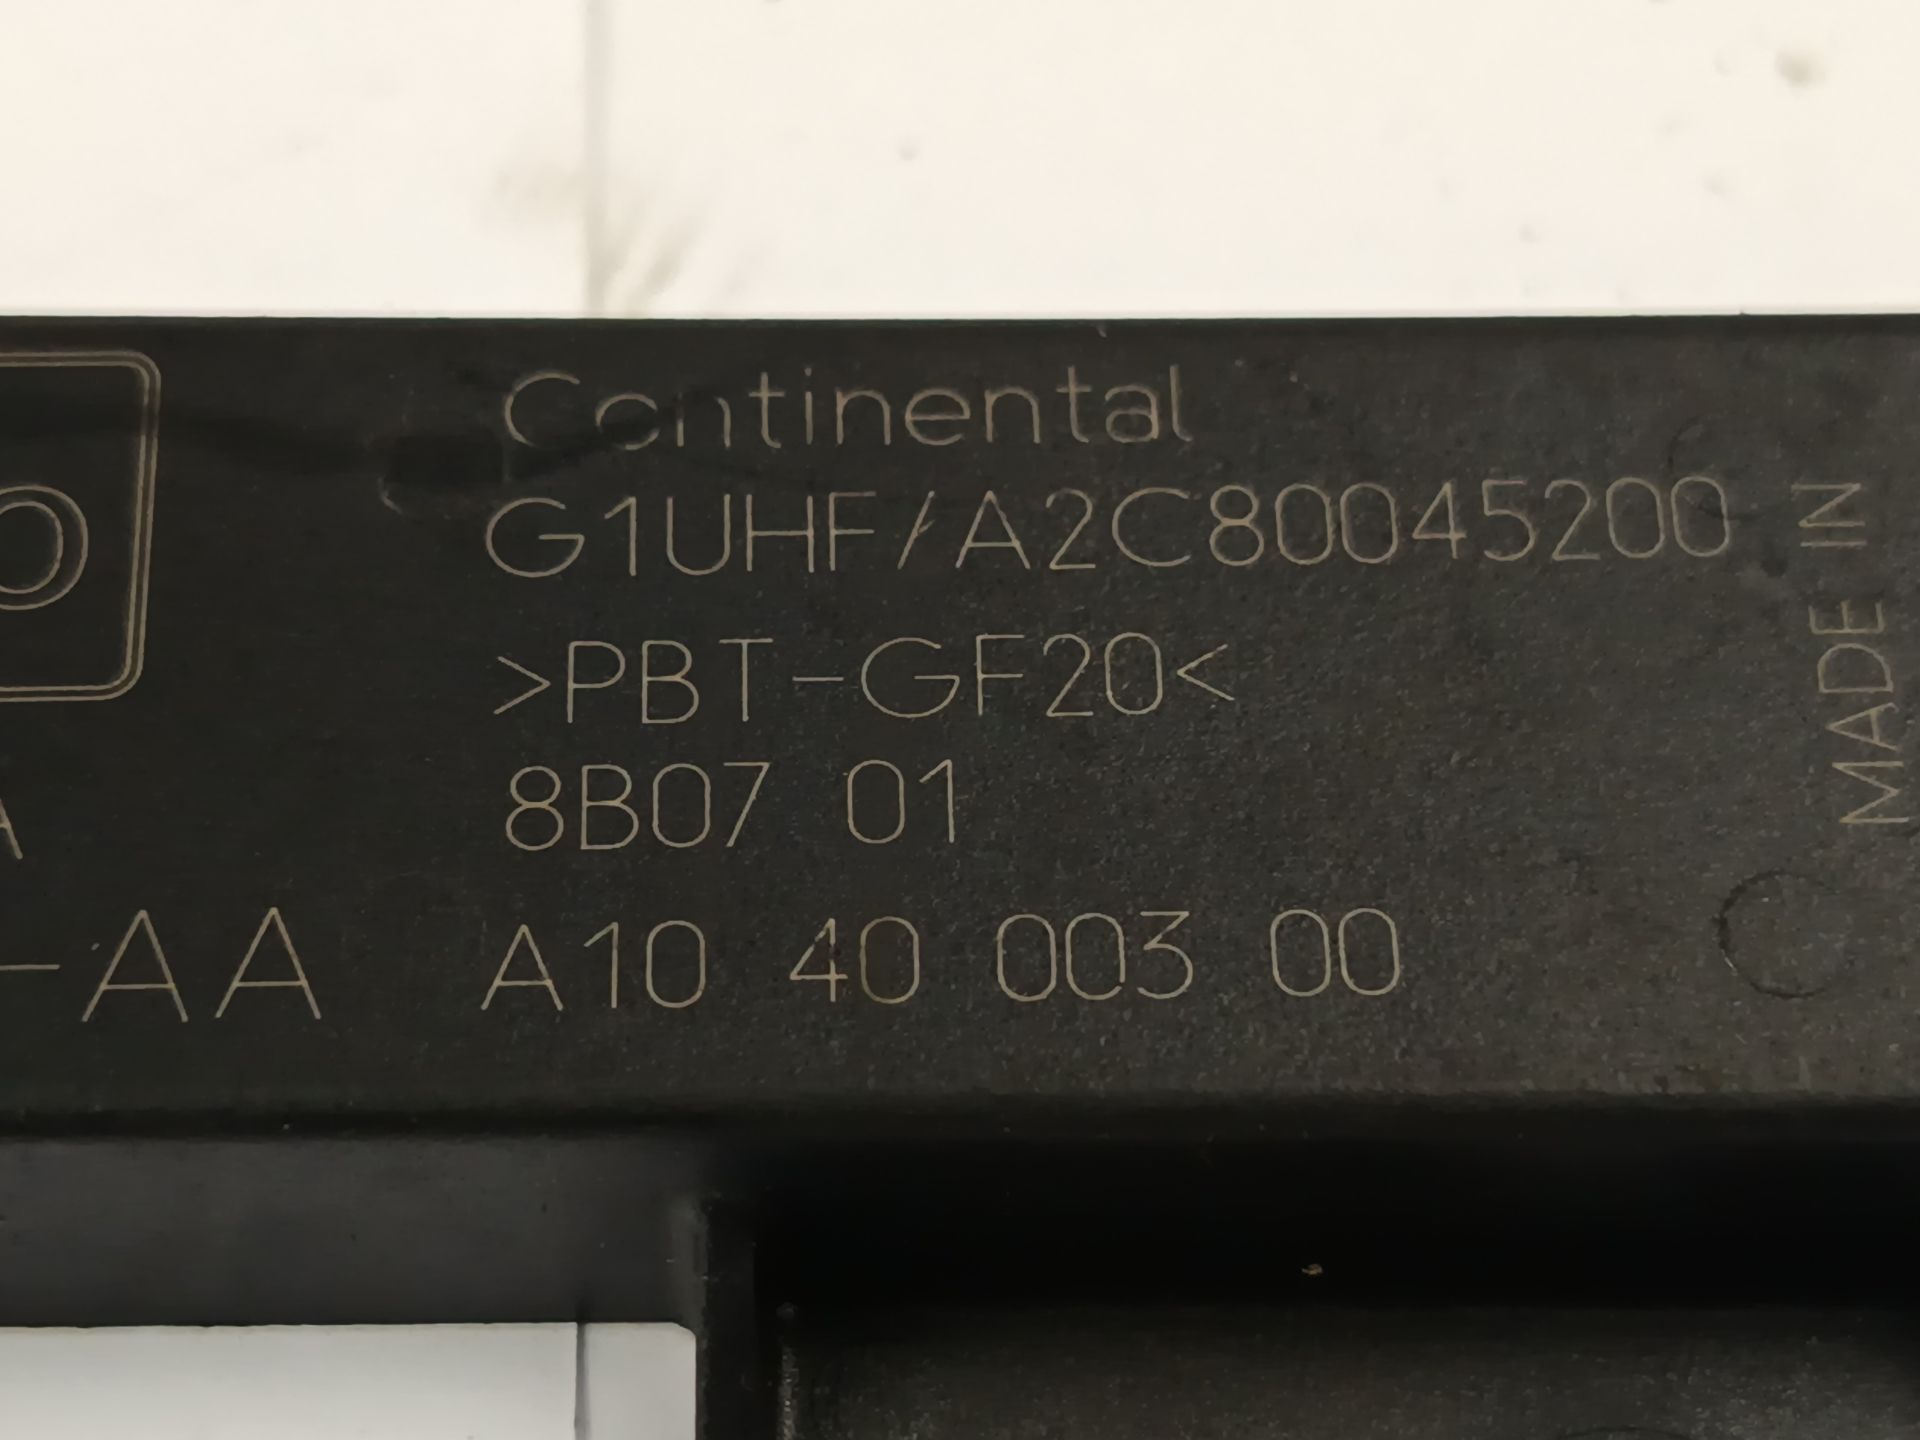 Continental
G1UHF/A2C80045200
>PBT-GF20<
8B07 01
-AA A10 40 003 00
MADE IN